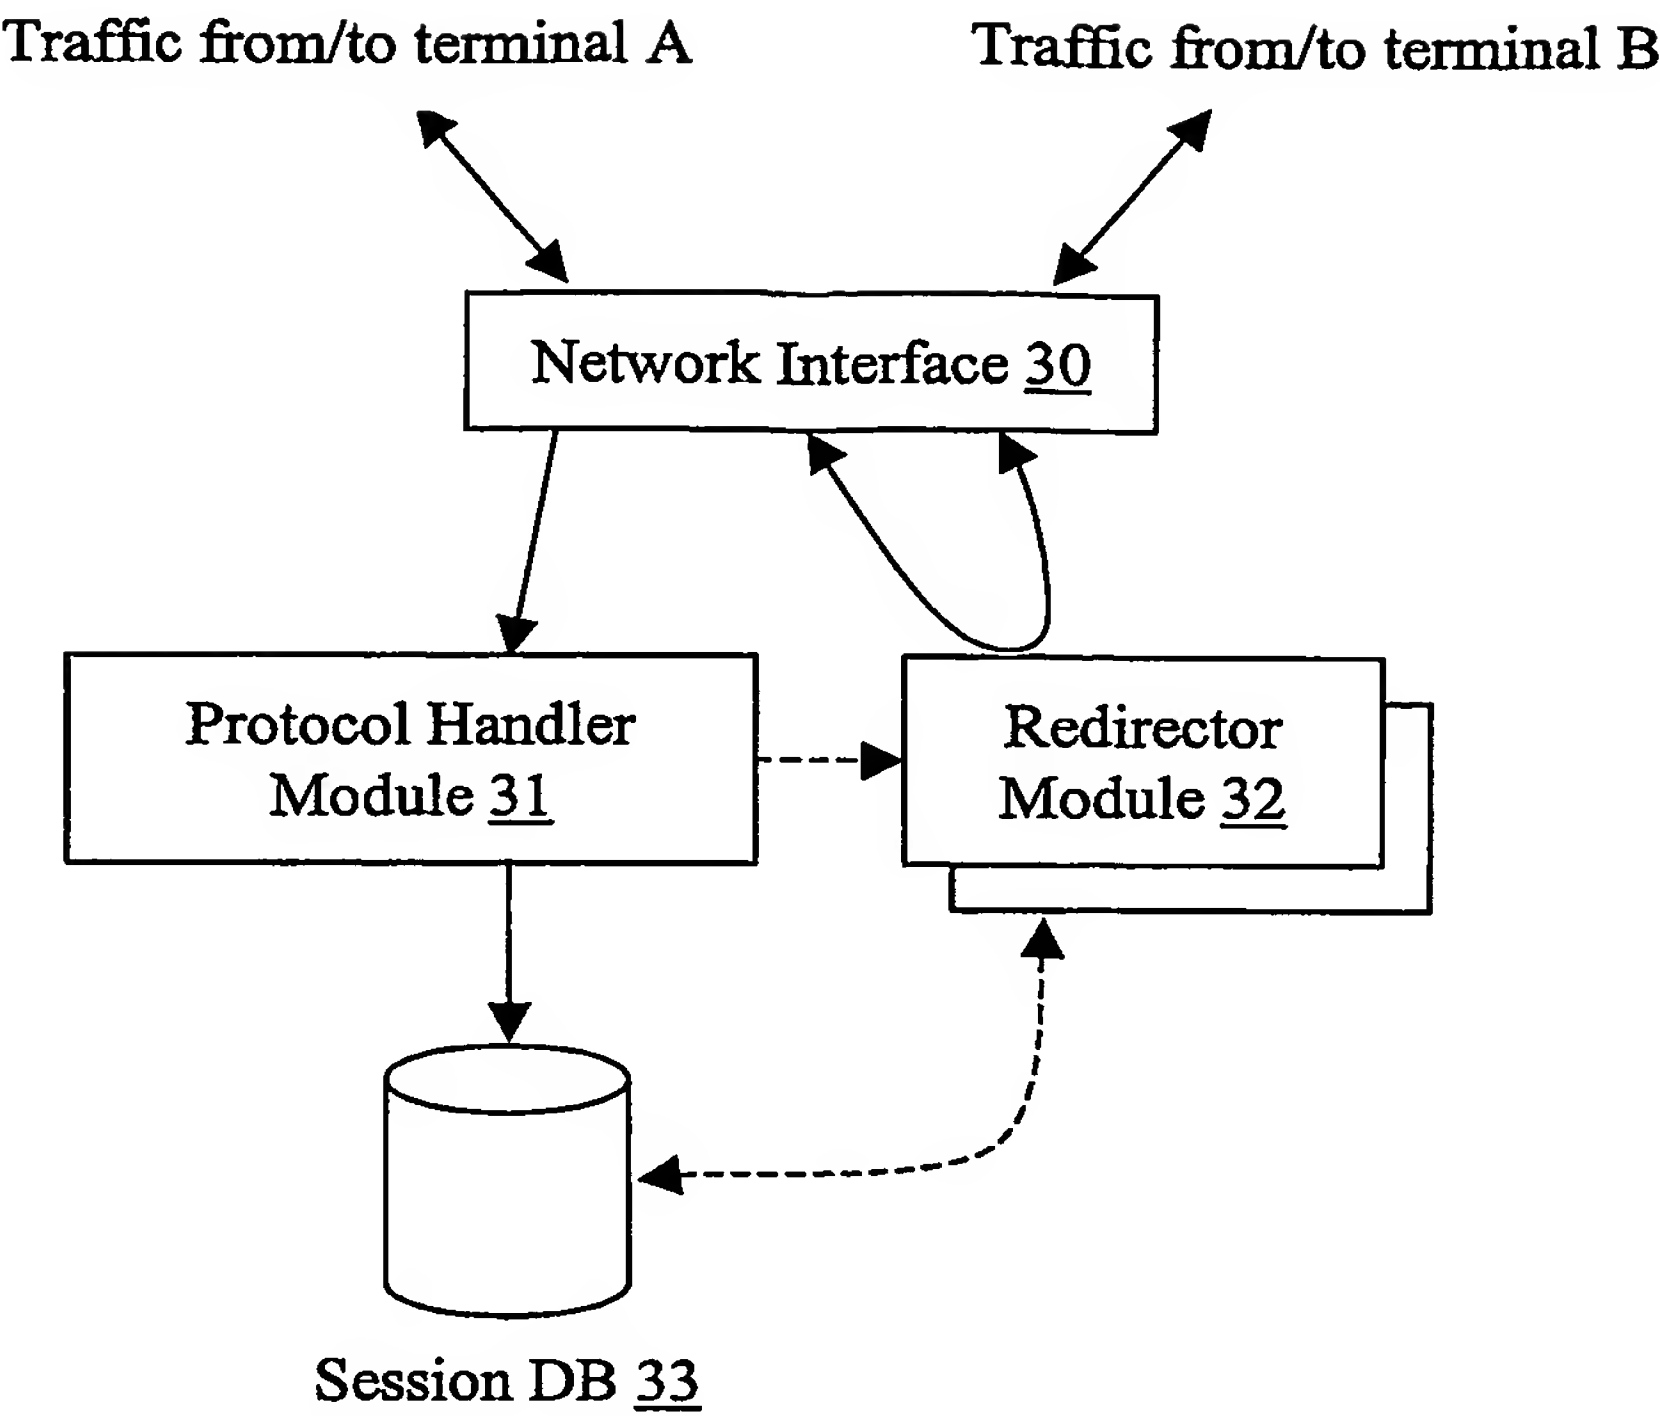 Traffic from/to terminal A
Traffic from/to terminal B
Network Interface 30
Protocol Handler
Module 31
Redirector
Module 32
Session DB 33